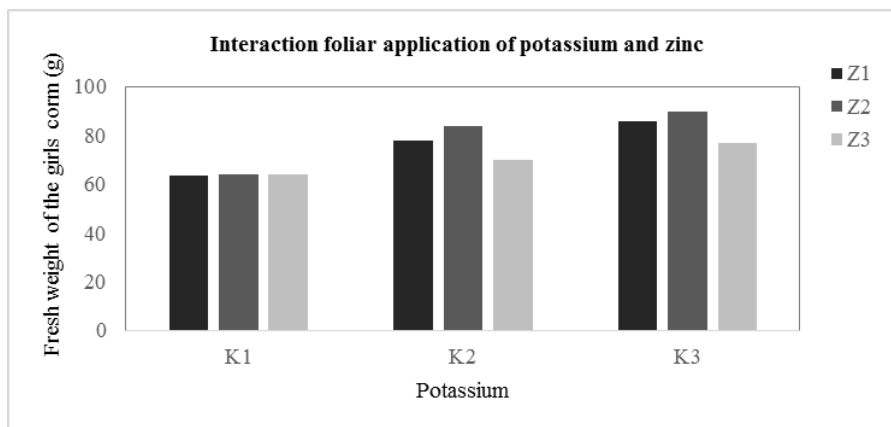 Interaction foliar application of potassium and zinc
Fresh weight of the girls corm (g)
100
80
60
40
20
0
K1
K2
K3
Potassium
Z1
Z2
Z3